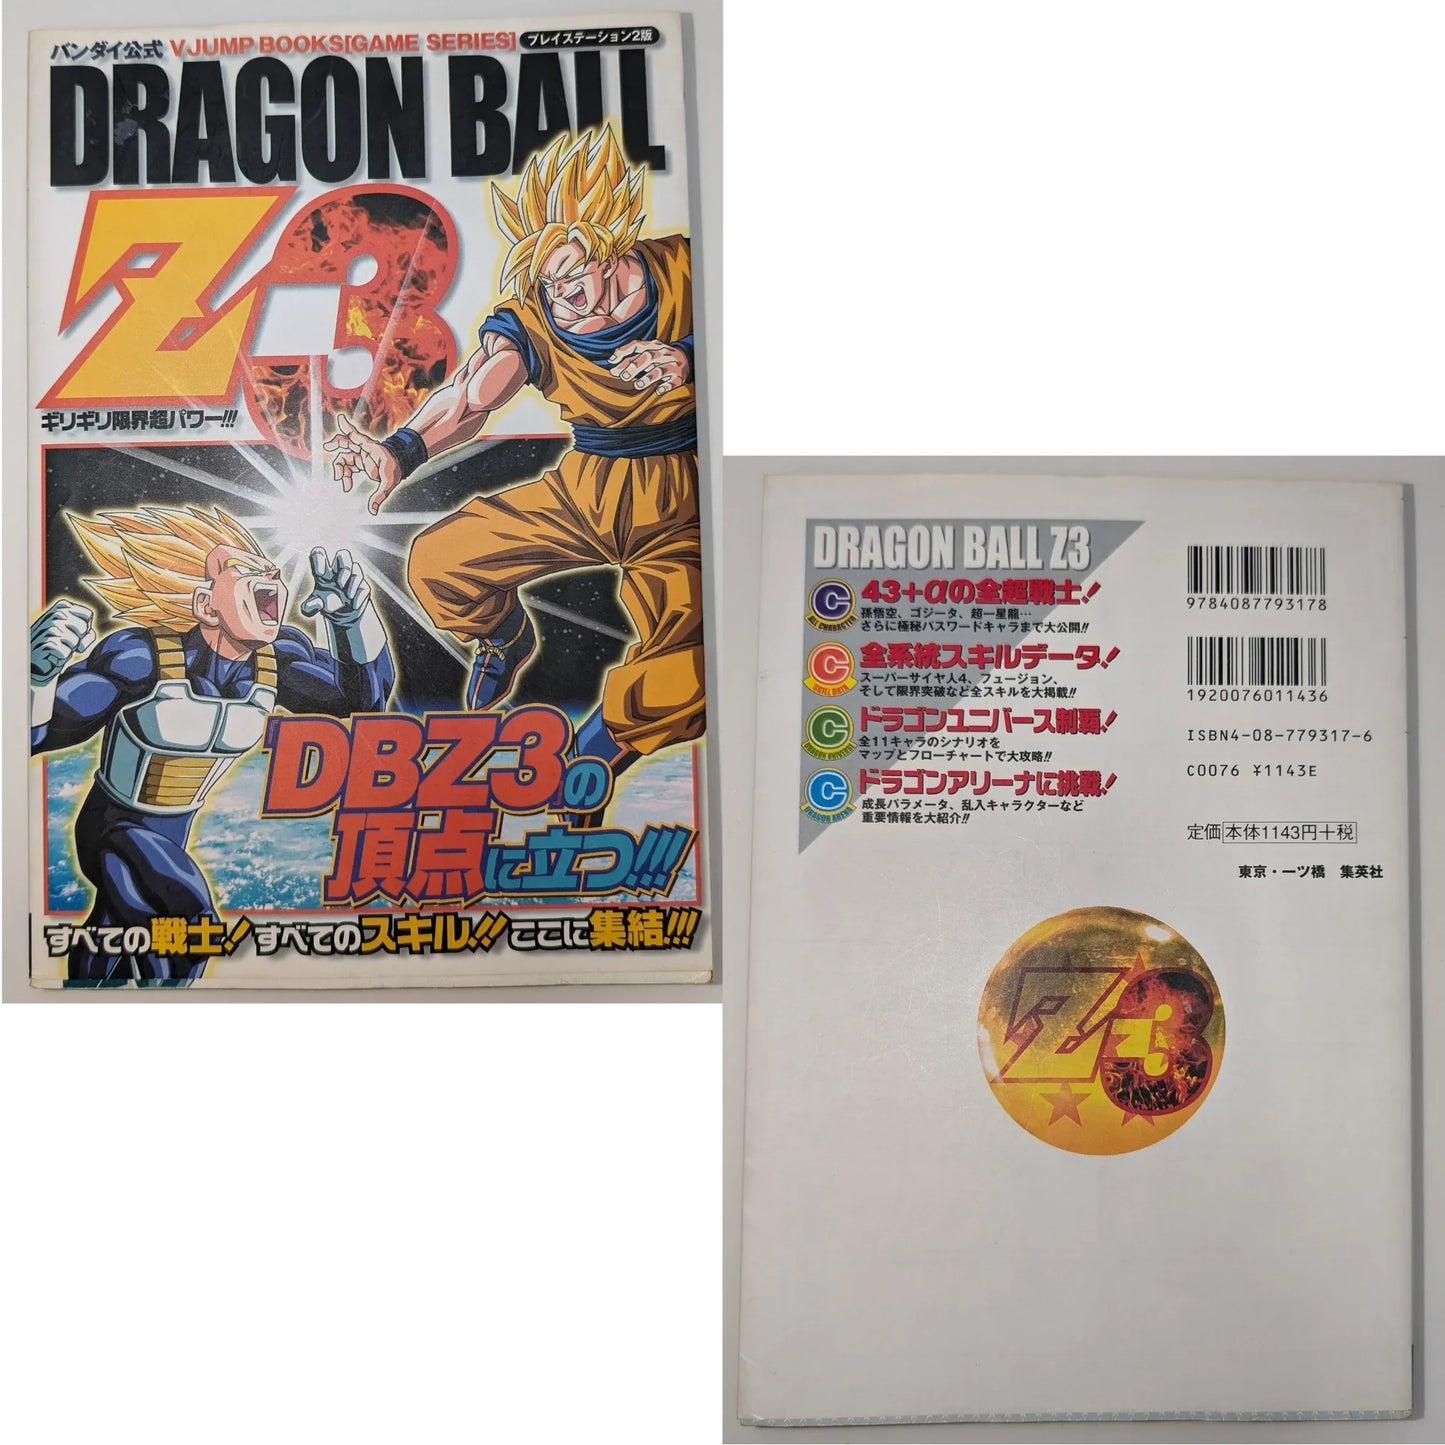 バンダイ公式 VJUMP BOOKS[GAME SERIES] プレイステーション2版
DRAGON BALL
Z3
ギリギリ限界超パワー!!!
『DBZ3』の
頂点に立つ!!!
すべての戦士! すべてのスキル!! ここに集結!!!
DRAGON BALL Z3
C ALL CHARACTER 43+αの全超戦士!
孫悟空、ゴジータ、超一星龍…
さらに極秘パスワードキャラまで大公開!!
C SKILL DATA 全系統スキルデータ!
スーパーサイヤ人4、フュージョン、
そして限界突破など全スキルを大掲載!!
C DRAGON UNIVERSE ドラゴンユニバース制覇!
全11キャラのシナリオを
マップとフローチャートで大攻略!!
C DRAGON ARENA ドラゴンアリーナに挑戦!
成長パラメータ、乱入キャラクターなど
重要情報を大紹介!!
9784087793178
1920076011436
ISBN4-08-779317-6
C0076 ¥1143E
定価 本体1143円+税
東京・一ツ橋 集英社
Z3